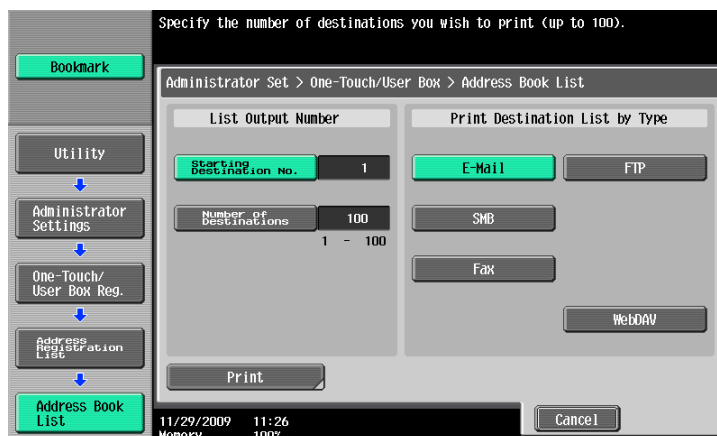 Specify the number of destinations you wish to print (up to 100).
Bookmark
Administrator Set > One-Touch/User Box > Address Book List
List Output Number
Print Destination List by Type
Utility
Starting
Destination No.
1
E-Mail
FTP
Administrator
Settings
Number of
Destinations
100
SMB
1 - 100
One-Touch/
User Box Reg.
Fax
WebDAV
Address
Registration
List
Print
Address Book
List
11/29/2009 11:26
Memory 100%
Cancel